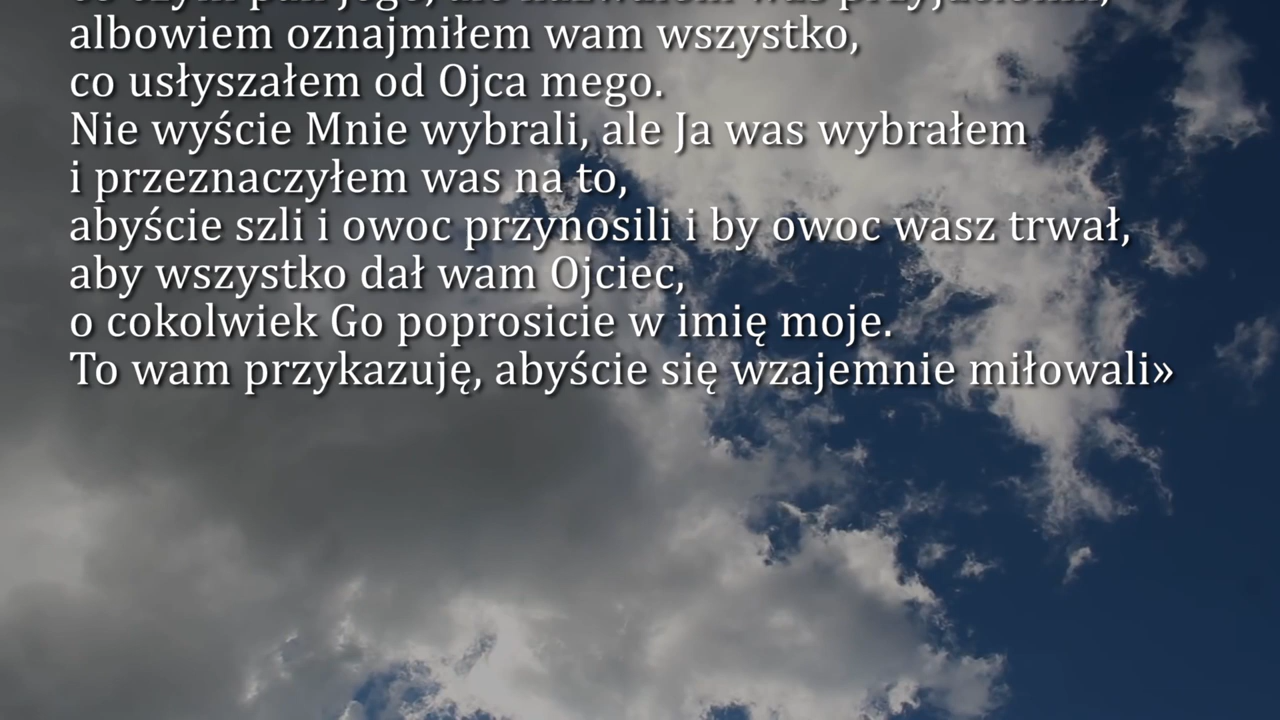 albowiem oznajmiłem wam wszystko,
co usłyszałem od Ojca mego.
Nie wyście Mnie wybrali, ale Ja was wybrałem
i przeznaczyłem was na to,
abyście szli i owoc przynosili i by owoc wasz trwał,
aby wszystko dał wam Ojciec,
o cokolwiek Go poprosicie w imię moje.
To wam przykazuję, abyście się wzajemnie miłowali»